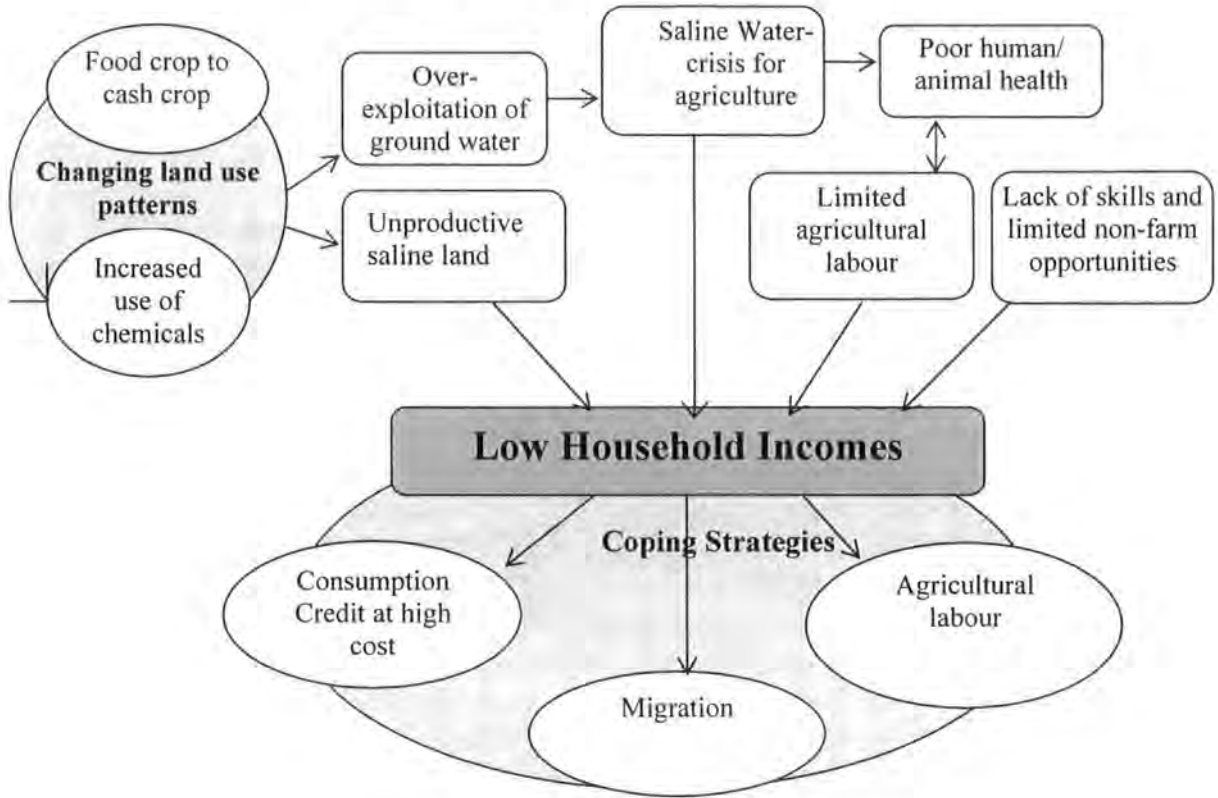 Food crop to
cash crop
Changing land use
patterns
Increased
use of
chemicals
Over-
exploitation of
ground water
Unproductive
saline land
Saline Water-
crisis for
agriculture
Poor human/
animal health
Limited
agricultural
labour
Lack of skills and
limited non-farm
opportunities
Low Household Incomes
Coping Strategies
Consumption
Credit at high
cost
Migration
Agricultural
labour